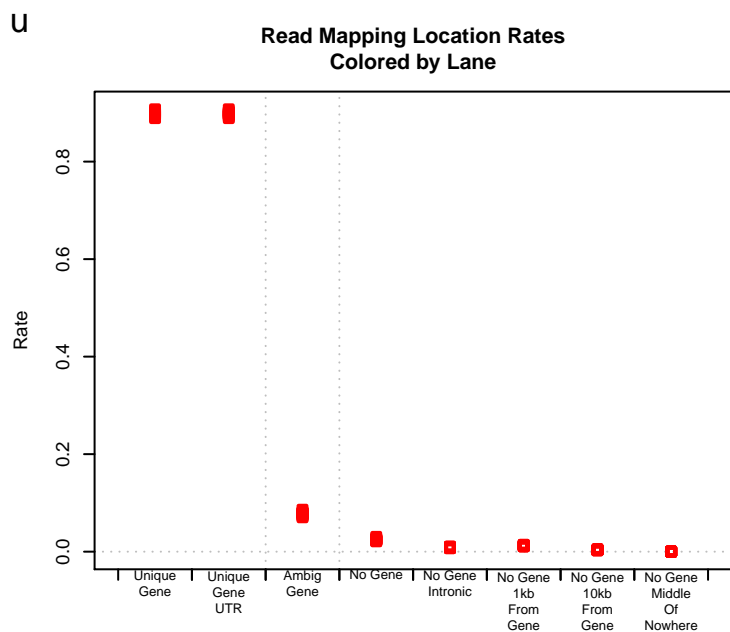 u
Read Mapping Location Rates
Colored by Lane
Rate
0.8
0.6
0.4
0.2
0.0
Unique
Gene
Unique
Gene
UTR
Ambig
Gene
No Gene
No Gene
Intronic
No Gene
1kb
From
Gene
No Gene
10kb
From
Gene
No Gene
Middle
Of
Nowhere